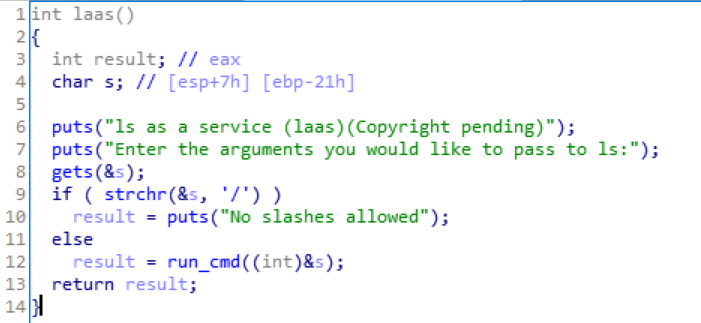 1 int laas()
2 {
3   int result; // eax
4   char s; // [esp+7h] [ebp-21h]
5
6   puts("ls as a service (laas)(Copyright pending)");
7   puts("Enter the arguments you would like to pass to ls:");
8   gets(&s);
9   if ( strchr(&s, '/') )
10     result = puts("No slashes allowed");
11   else
12     result = run_cmd((int)&s);
13   return result;
14 }